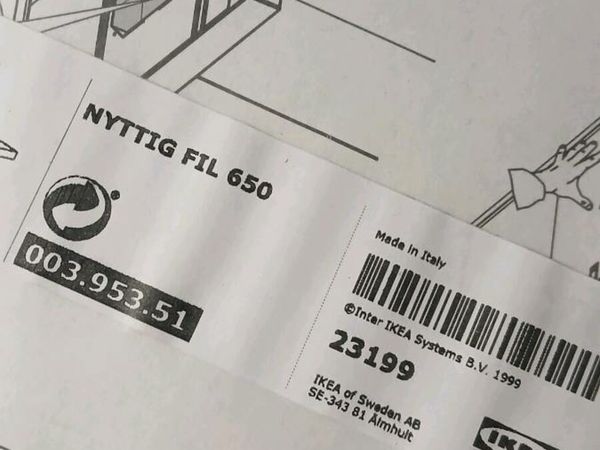 NYTTIG FIL 650
003.953.51
Made in Italy
©Inter IKEA Systems B.V. 1999
23199
IKEA of Sweden AB
SE-343 81 Älmhult